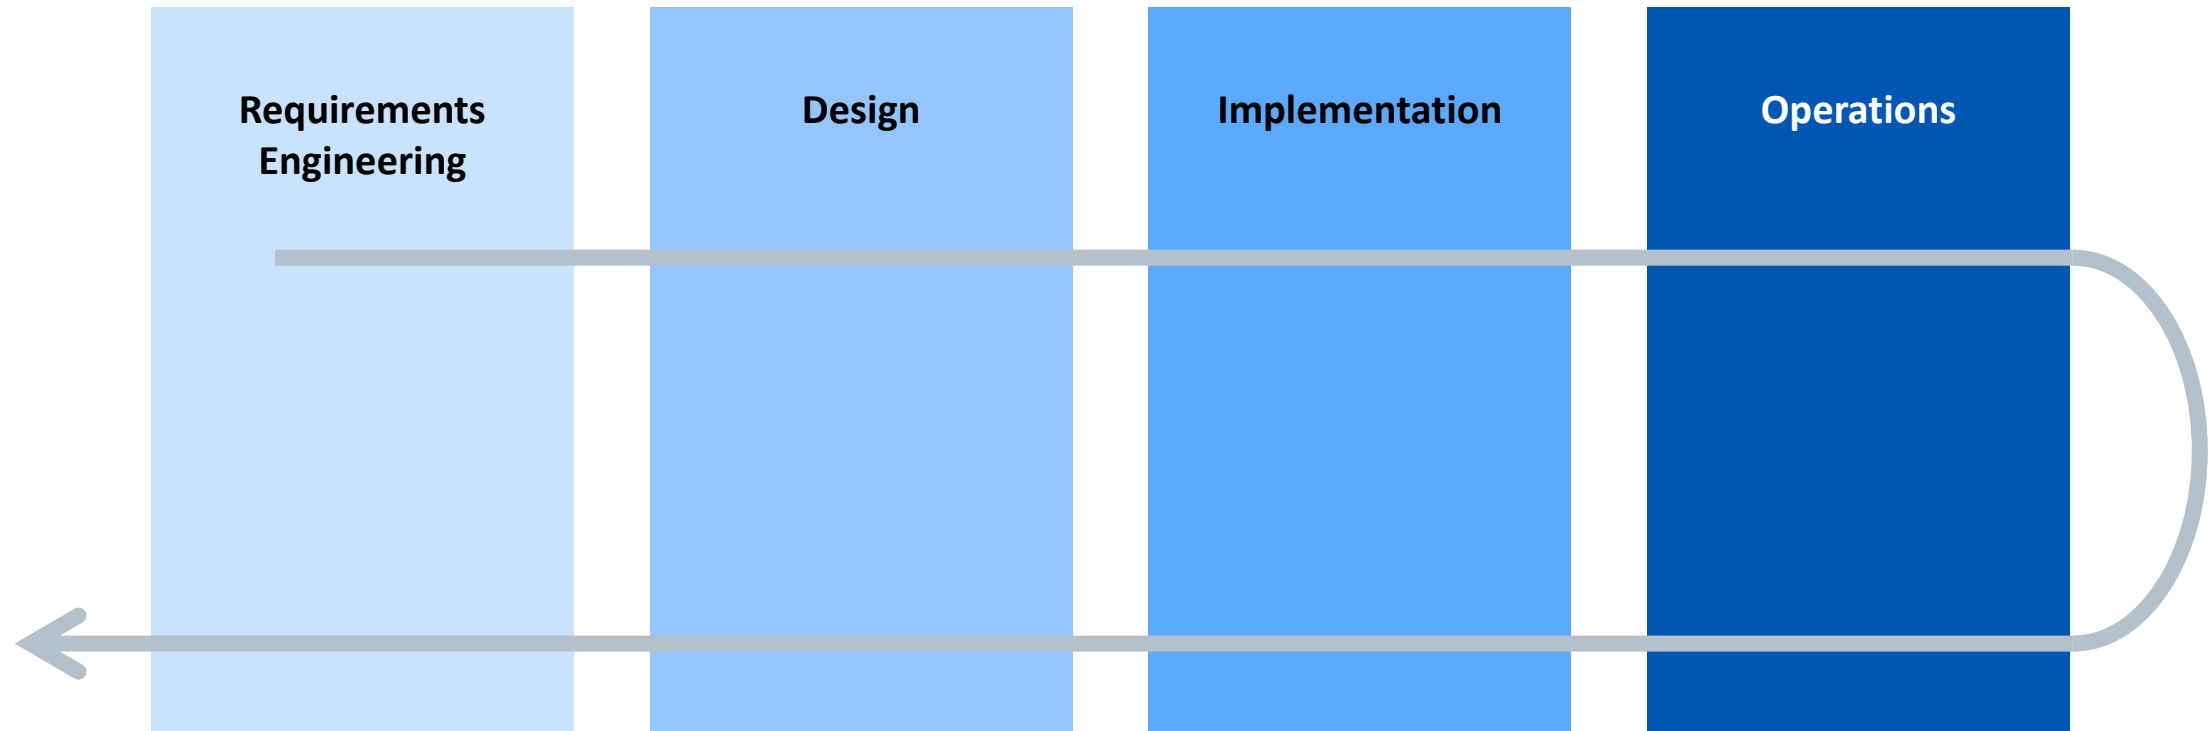 Requirements
Engineering
Design
Implementation
Operations